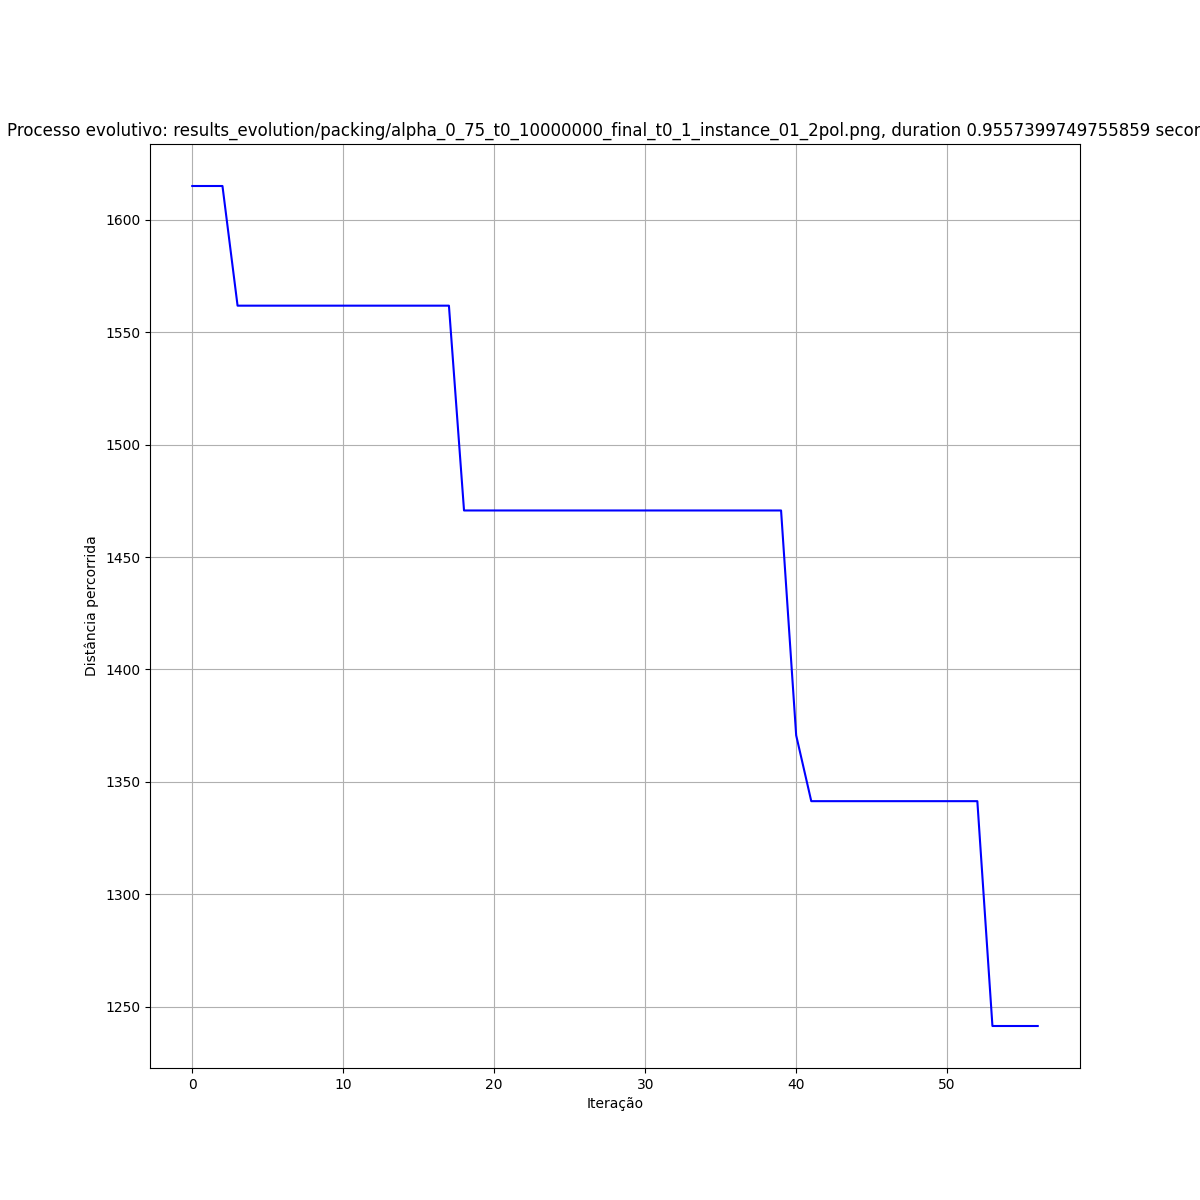 Processo evolutivo: results_evolution/packing/alpha_0_75_t0_10000000_final_t0_1_instance_01_2pol.png, duration 0.9557399749755859 secor
1600
1550
1500
1450
1400
1350
1300
1250
Distância percorrida
0 10 20 30 40 50
Iteração